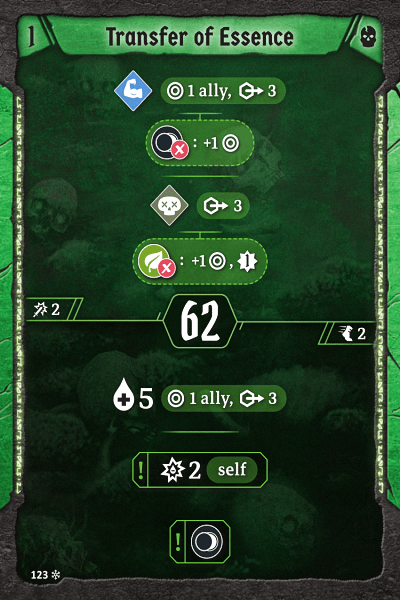 1 Transfer of Essence
1 ally, 3
: +1
3
: +1 , 1
2
62
2
5 1 ally, 3
! 2 self
!
123